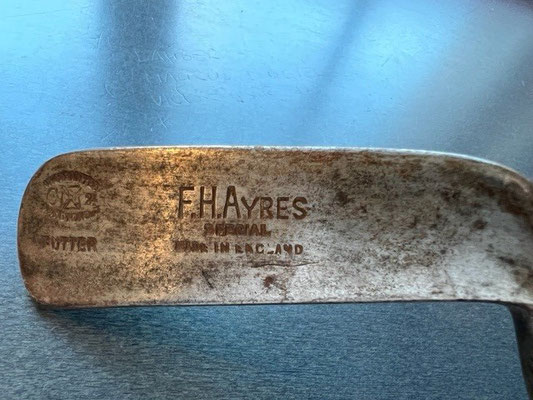 PUTTER
F.H.AYRES
SPECIAL
MADE IN ENGLAND